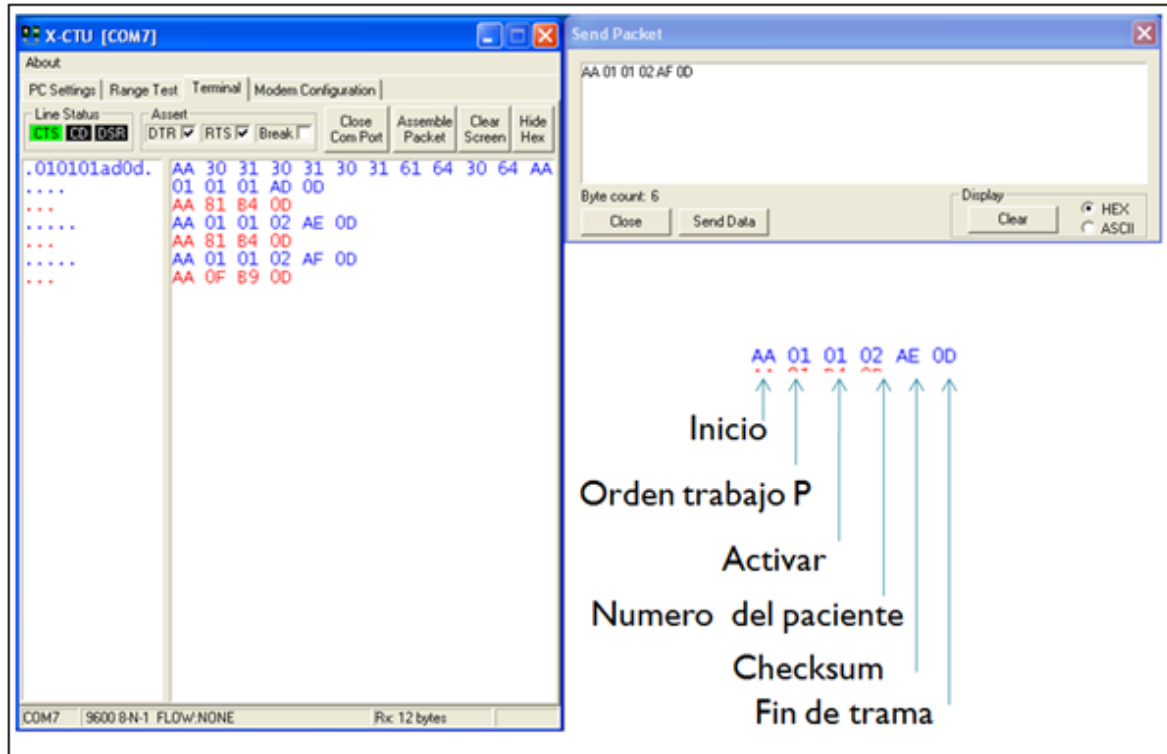 X-CTU [COM7]
About
PC Settings Range Test Terminal Modem Configuration
Line Status
CTS CD DSR
Assert
DTR RTS Break
Close Com Port
Assemble Packet
Clear Screen
Hide Hex
.010101ad0d. AA 30 31 30 31 30 31 61 64 30 64 AA
.... 01 01 01 AD 0D
... AA 81 B4 0D
..... AA 01 01 02 AE 0D
... AA 81 B4 0D
..... AA 01 01 02 AF 0D
... AA 0F B9 0D
COM7 9600 8-N-1 FLOW:NONE Rx: 12 bytes
Send Packet
AA 01 01 02 AF 0D
Byte count: 6
Close Send Data
Display
Clear
HEX
ASCII
AA 01 01 02 AE 0D
Inicio
Orden trabajo P
Activar
Numero del paciente
Checksum
Fin de trama